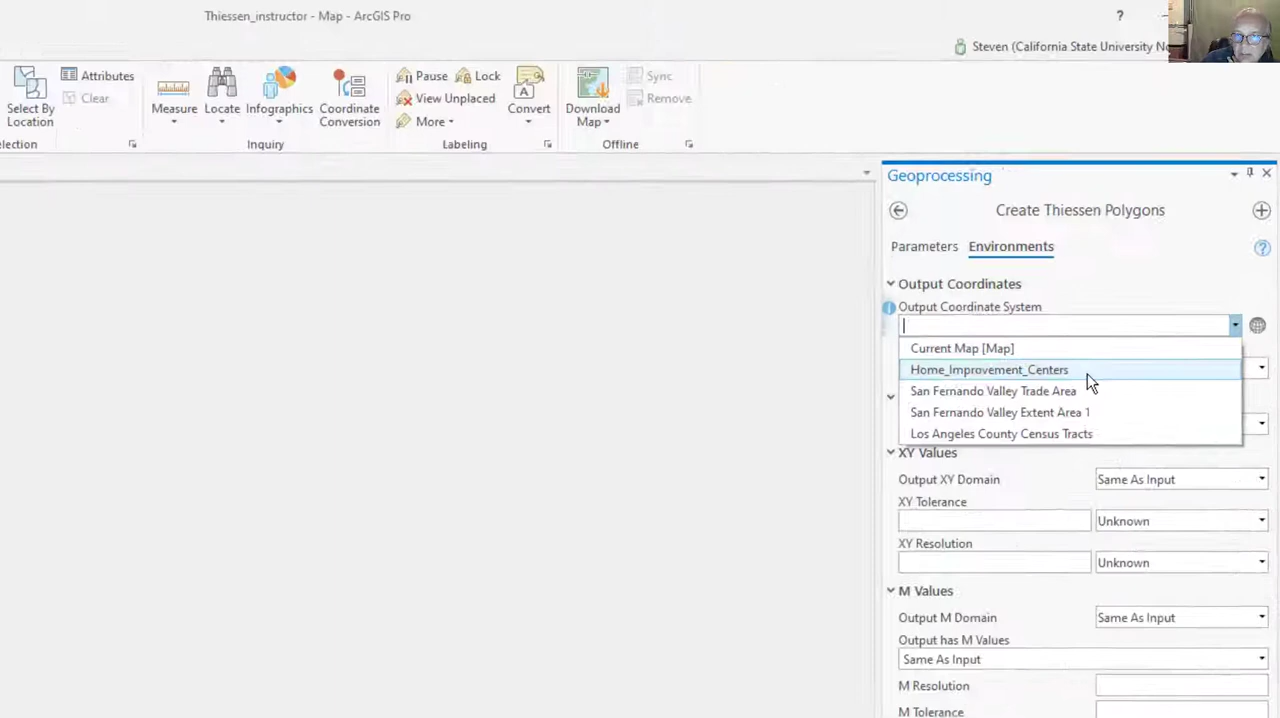 Thiessen_instructor - Map - ArcGIS Pro
?
Steven (California State University No
Select By
Location
Attributes
Clear
Measure
Locate
Infographics
Coordinate
Conversion
Pause
Lock
View Unplaced
More
Convert
Download
Map
Sync
Remove
election
Inquiry
Labeling
Offline
Geoprocessing
Create Thiessen Polygons
Parameters
Environments
?
Output Coordinates
Output Coordinate System
Current Map [Map]
Home_Improvement_Centers
San Fernando Valley Trade Area
San Fernando Valley Extent Area 1
Los Angeles County Census Tracts
XY Values
Output XY Domain
Same As Input
XY Tolerance
Unknown
XY Resolution
Unknown
M Values
Output M Domain
Same As Input
Output has M Values
Same As Input
M Resolution
M Tolerance